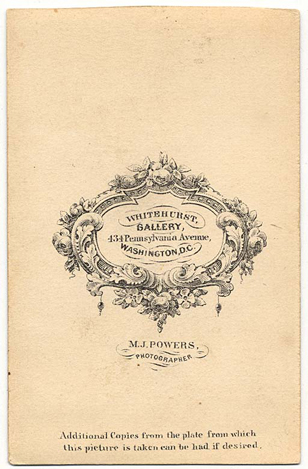 WHITEHURST,
GALLERY,
434 Pennsylvania Avenue,
WASHINGTON, D.C.
M.J. POWERS,
PHOTOGRAPHER
Additional Copies from the plate from which
this picture is taken can be had if desired.